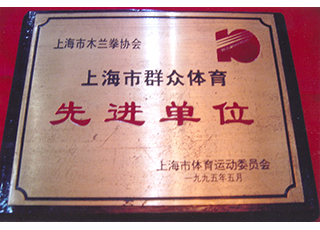 上海市木兰拳协会
上海市群众体育
先进单位
上海市体育运动委员会
一九九五年五月